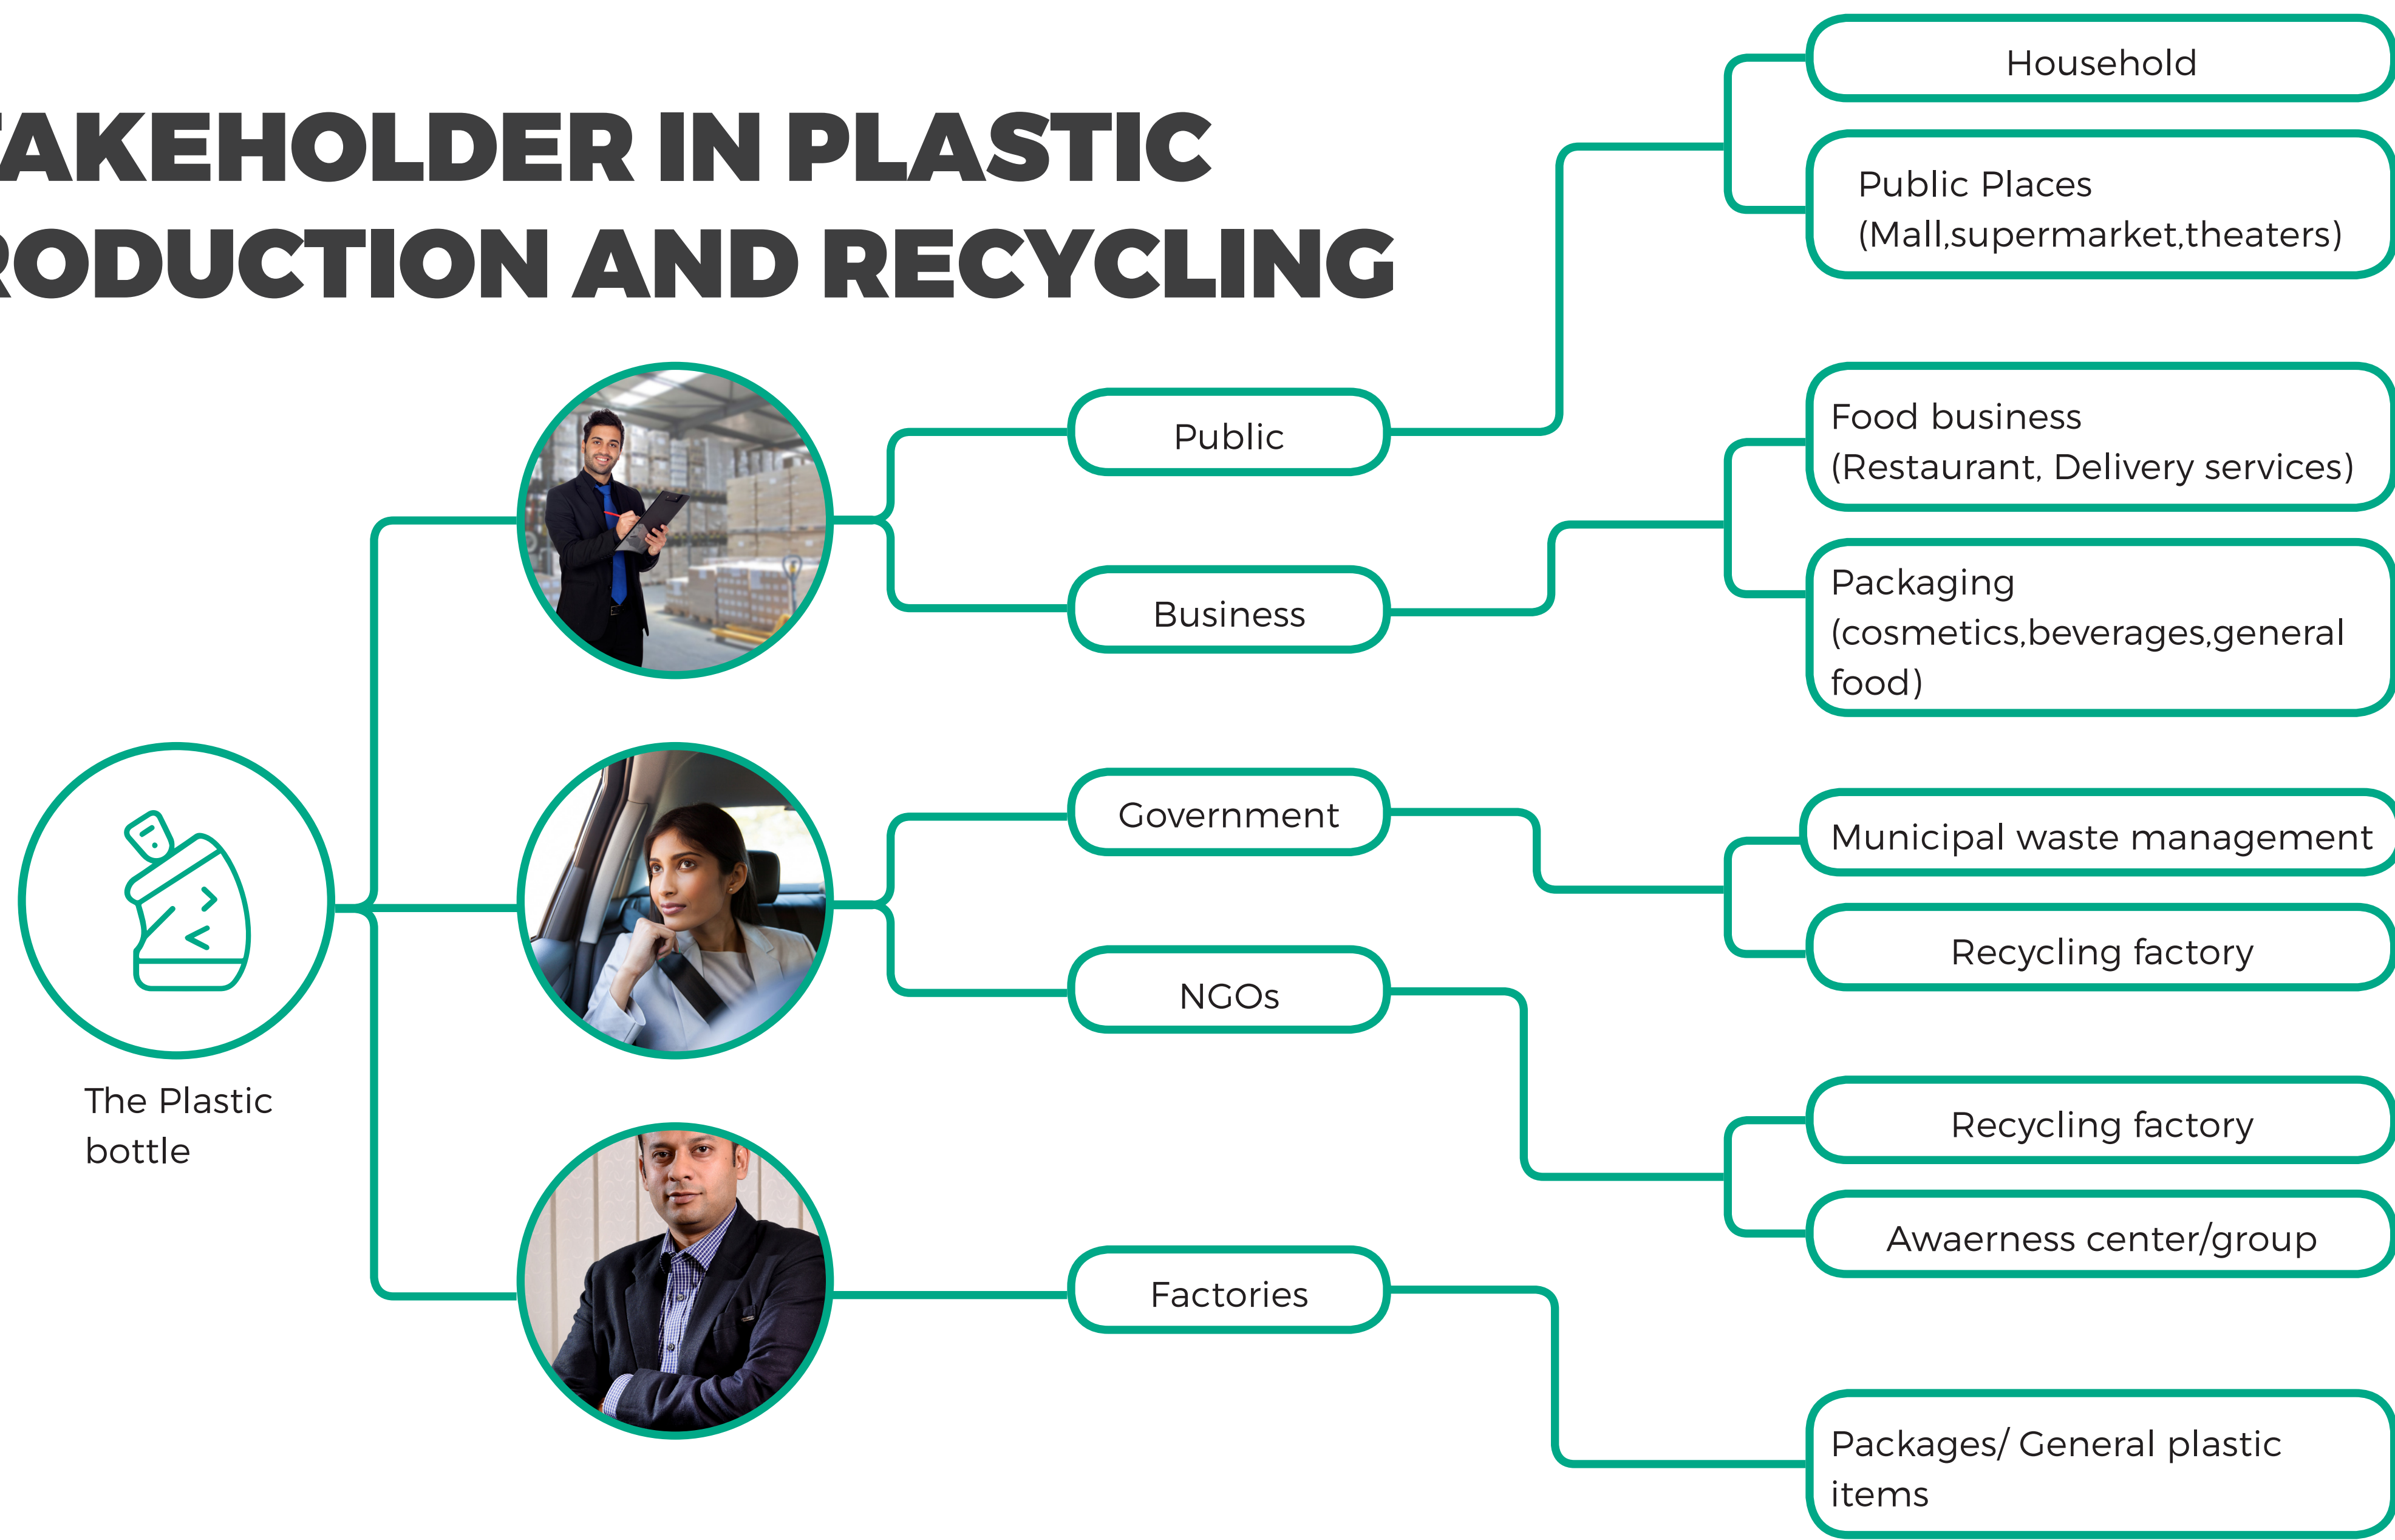 TAKEHOLDER IN PLASTIC
RODUCTION AND RECYCLING
Household
Public Places
(Mall,supermarket,theaters)
Public
Food business
(Restaurant, Delivery services)
Business
Packaging
(cosmetics,beverages,general
food)
Government
Municipal waste management
Recycling factory
NGOs
The Plastic
bottle
Recycling factory
Awaerness center/group
Factories
Packages/ General plastic
items